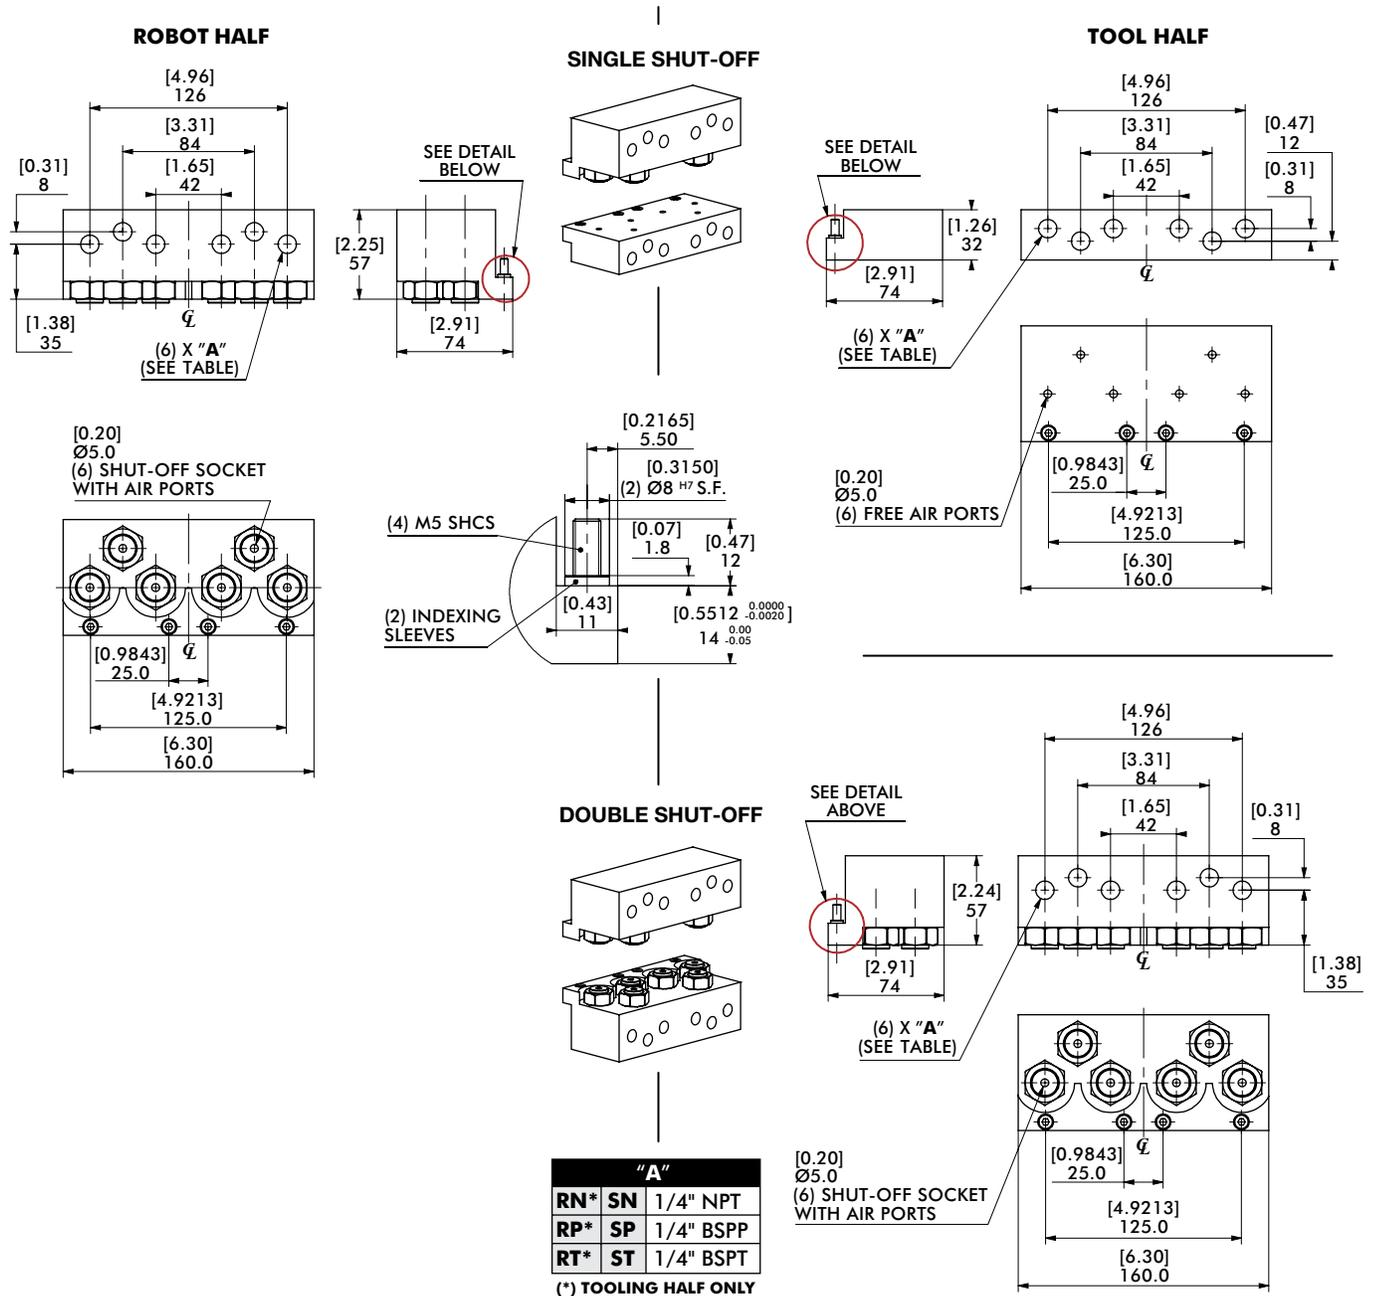 ROBOT HALF
[4.96]
126
[3.31]
84
[1.65]
42
[0.31]
8
[1.38]
35
(6) X "A"
(SEE TABLE)
SEE DETAIL
BELOW
[2.25]
57
[2.91]
74
[0.20]
Ø5.0
(6) SHUT-OFF SOCKET
WITH AIR PORTS
[0.9843]
25.0
[4.9213]
125.0
[6.30]
160.0
SINGLE SHUT-OFF
[0.2165]
5.50
[0.3150]
(2) Ø8 H7 S.F.
(4) M5 SHCS
[0.07]
1.8
[0.47]
12
(2) INDEXING
SLEEVES
[0.43]
11
[0.5512 0.0000 -0.0020]
14 0.00 -0.05
TOOL HALF
SEE DETAIL
BELOW
[2.91]
74
[1.26]
32
[4.96]
126
[3.31]
84
[1.65]
42
[0.47]
12
[0.31]
8
℄
(6) X "A"
(SEE TABLE)
[0.20]
Ø5.0
(6) FREE AIR PORTS
℄
[0.9843]
25.0
[4.9213]
125.0
[6.30]
160.0
℄
℄
DOUBLE SHUT-OFF
SEE DETAIL
ABOVE
[2.24]
57
[2.91]
74
[4.96]
126
[3.31]
84
[1.65]
42
[0.31]
8
[1.38]
35
℄
(6) X "A"
(SEE TABLE)
[0.20]
Ø5.0
(6) SHUT-OFF SOCKET
WITH AIR PORTS
℄
[0.9843]
25.0
[4.9213]
125.0
[6.30]
160.0
"A"
RN* SN 1/4" NPT
RP* SP 1/4" BSPP
RT* ST 1/4" BSPT
(*) TOOLING HALF ONLY